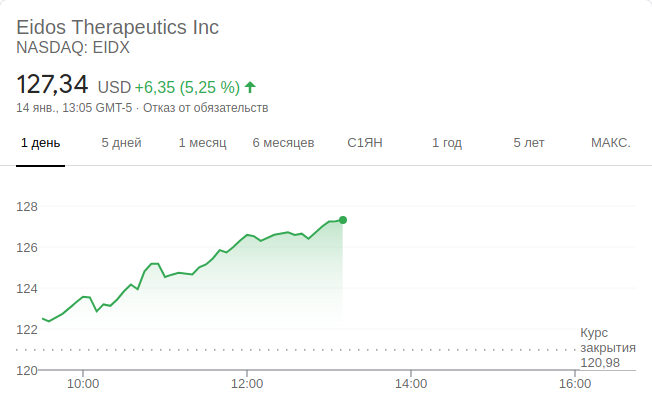 Eidos Therapeutics Inc
NASDAQ: EIDX
127,34 USD +6,35 (5,25 %)
14 янв., 13:05 GMT-5 · Отказ от обязательств
1 день 5 дней 1 месяц 6 месяцев С1ЯН 1 год 5 лет МАКС.
128
126
124
122
Курс
закрытия
120,98
120
10:00 12:00 14:00 16:00